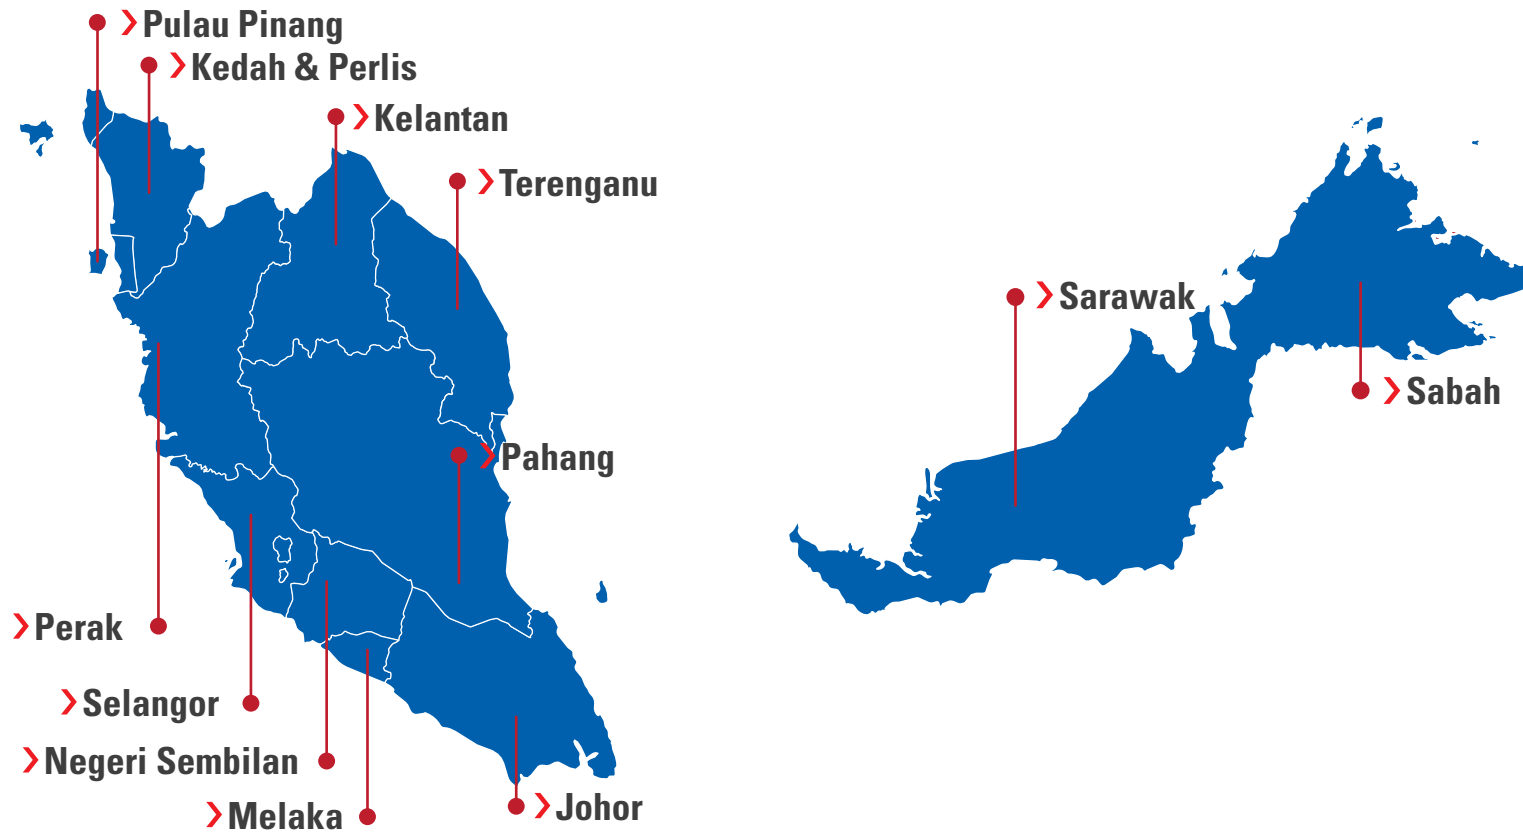 Pulau Pinang
Kedah & Perlis
Kelantan
Terenganu
Sarawak
Sabah
Pahang
Perak
Selangor
Negeri Sembilan
Melaka
Johor